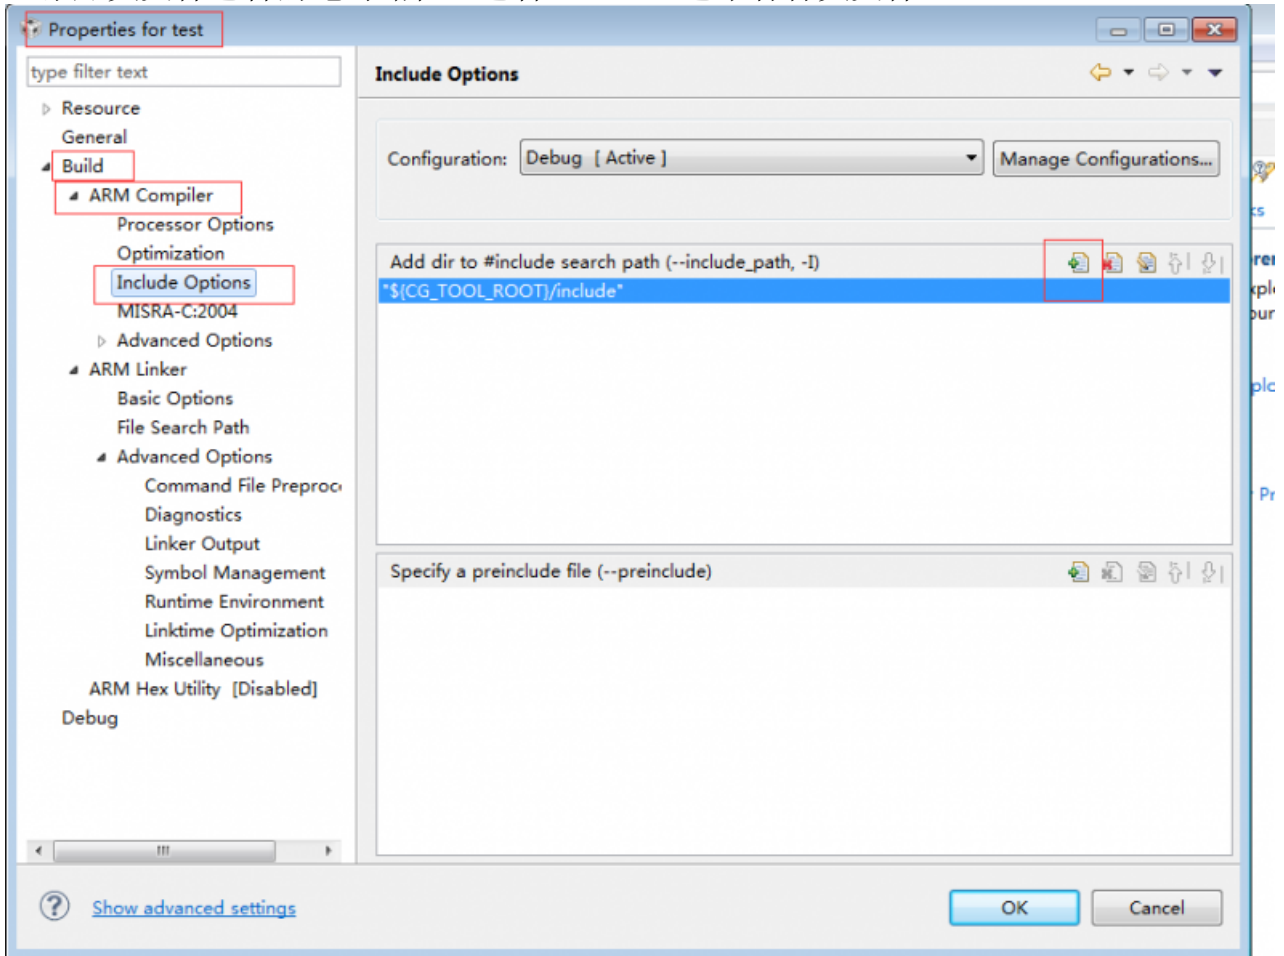 Properties for test
type filter text
Resource
General
Build
ARM Compiler
Processor Options
Optimization
Include Options
MISRA-C:2004
Advanced Options
ARM Linker
Basic Options
File Search Path
Advanced Options
Command File Preproc
Diagnostics
Linker Output
Symbol Management
Runtime Environment
Linktime Optimization
Miscellaneous
ARM Hex Utility [Disabled]
Debug
Include Options
Configuration: Debug [ Active ] Manage Configurations...
Add dir to #include search path (--include_path, -I)
"${CG_TOOL_ROOT}/include"
Specify a preinclude file (--preinclude)
Show advanced settings
OK Cancel